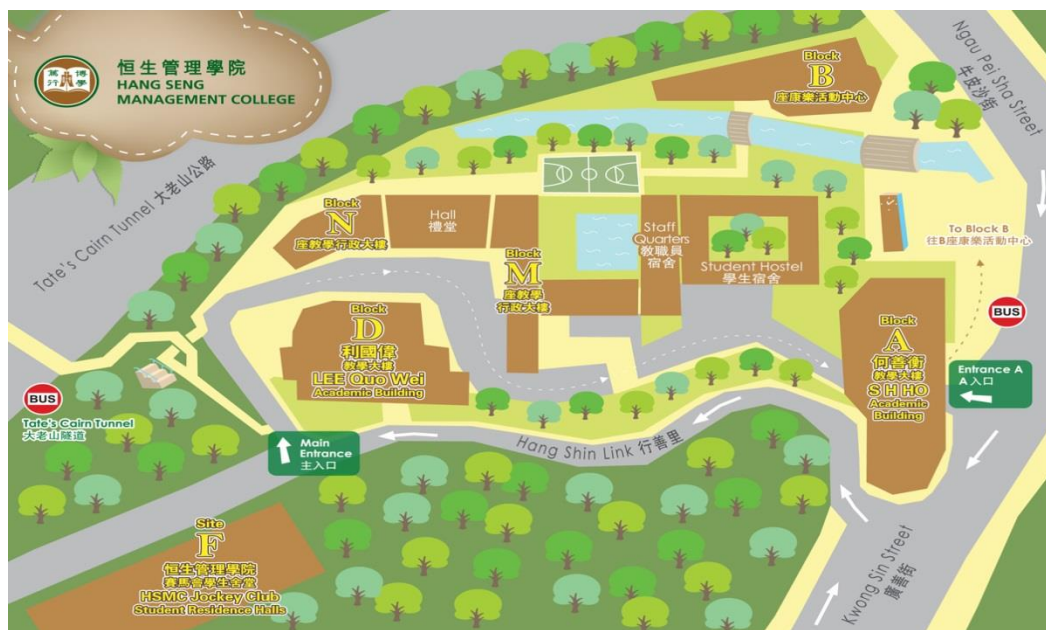 篤 博
行 學
恒生管理學院
HANG SENG
MANAGEMENT COLLEGE
Block
B
座康樂活動中心
Ngau Pei Sha Street
牛皮沙街
Tate's Cairn Tunnel 大老山公路
Block
N
座教學行政大樓
Hall
禮堂
Block
M
座教學
行政大樓
Staff
Quarters
教職員
宿舍
Student Hostel
學生宿舍
To Block B
往B座康樂活動中心
BUS
Block
D
利國偉
教學大樓
LEE Quo Wei
Academic Building
Block
A
何善衡
教學大樓
S H HO
Academic
Building
Entrance A
A 入口
BUS
Tate's Cairn Tunnel
大老山隧道
Main
Entrance
主入口
Hang Shin Link 行善里
Site
F
恒生管理學院
賽馬會學生舍堂
HSMC Jockey Club
Student Residence Halls
Kwong Sin Street
廣善街